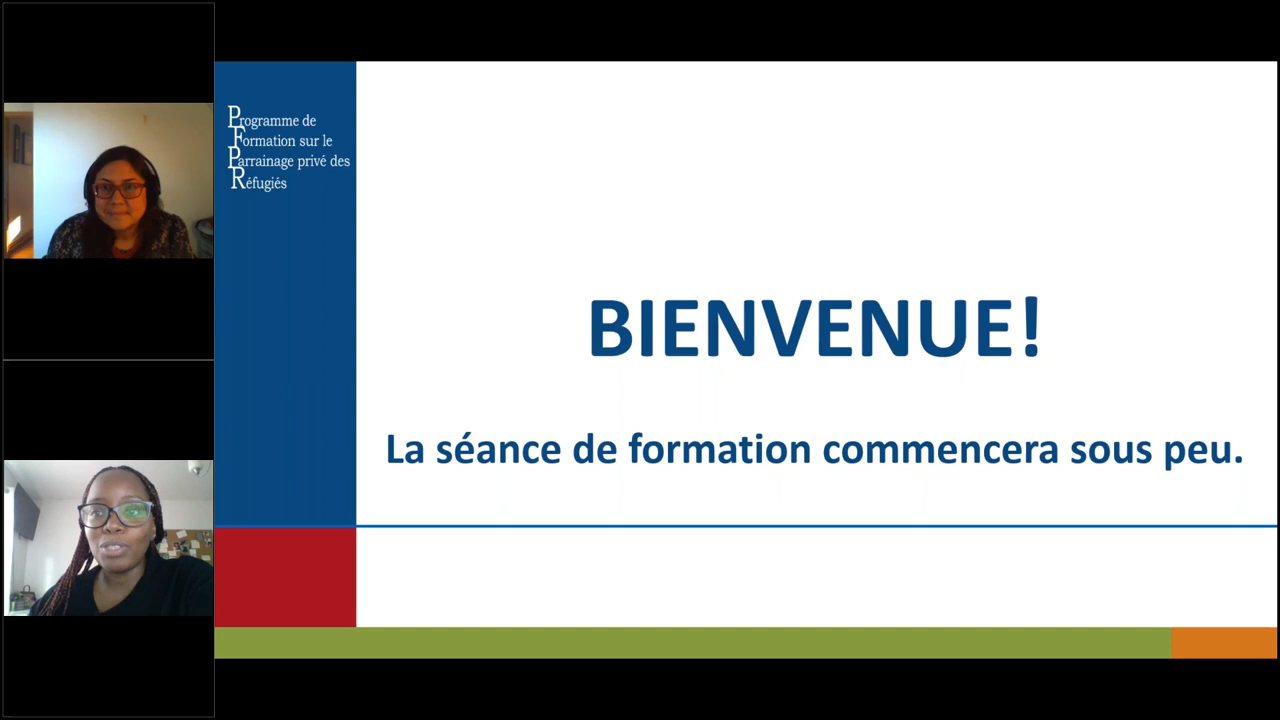 Programme de
Formation sur le
Parrainage privé des
Réfugiés
BIENVENUE!
La séance de formation commencera sous peu.